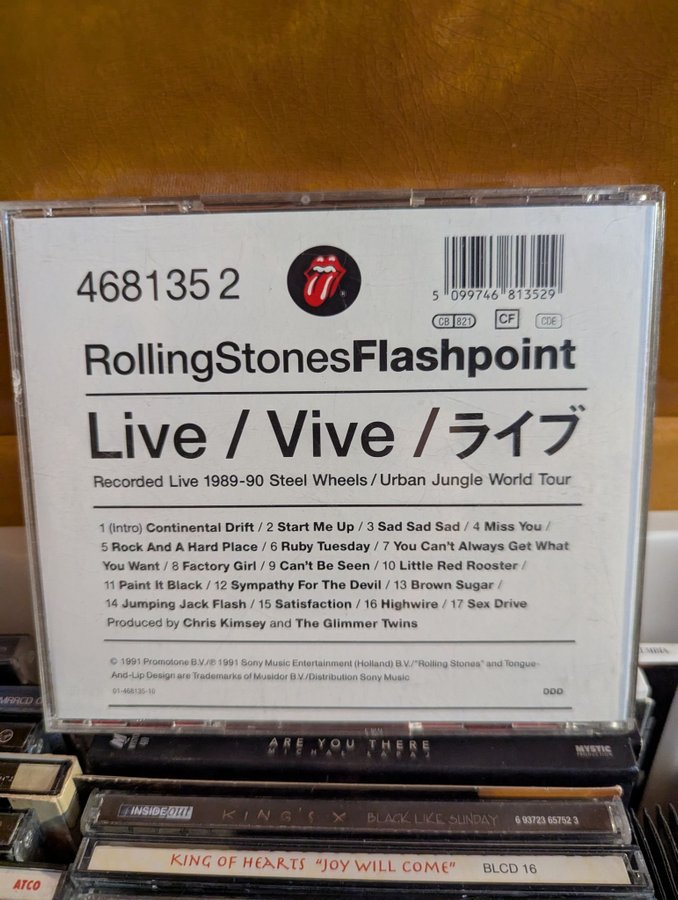 468135 2
5 099746 813529
CB 821 CF CDE
RollingStonesFlashpoint
Live / Vive / ライブ
Recorded Live 1989-90 Steel Wheels / Urban Jungle World Tour
1 (Intro) Continental Drift / 2 Start Me Up / 3 Sad Sad Sad / 4 Miss You /
5 Rock And A Hard Place / 6 Ruby Tuesday / 7 You Can't Always Get What
You Want / 8 Factory Girl / 9 Can't Be Seen / 10 Little Red Rooster /
11 Paint It Black / 12 Sympathy For The Devil / 13 Brown Sugar /
14 Jumping Jack Flash / 15 Satisfaction / 16 Highwire / 17 Sex Drive
Produced by Chris Kimsey and The Glimmer Twins
© 1991 Promotone B.V./℗ 1991 Sony Music Entertainment (Holland) B.V./"Rolling Stones" and Tongue-
And-Lip Design are Trademarks of Musidor B.V./Distribution Sony Music
01-468135-10 DDD
ARE YOU THERE
MYSTIC
INSIDEOUT KING'S X BLACK LIKE SUNDAY 6 93723 65752 3
KING OF HEARTS "JOY WILL COME" BLCD 16
ATCO